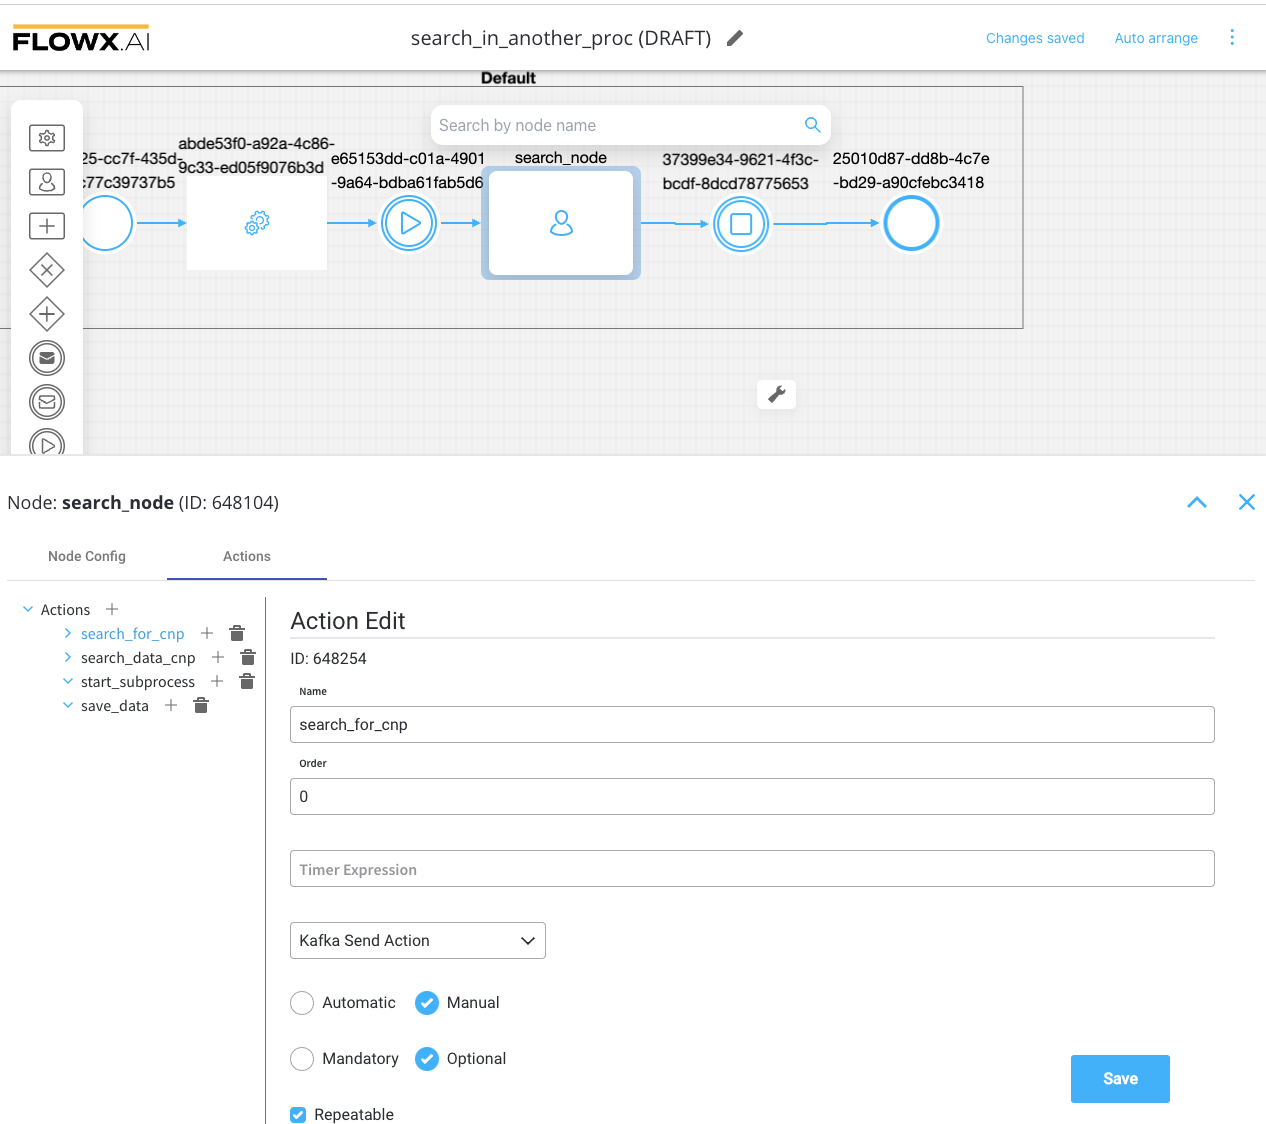 FLOWX.AI
search_in_another_proc (DRAFT)
Changes saved
Auto arrange
Default
Search by node name
25-cc7f-435d-
c77c39737b5
abde53f0-a92a-4c86-
9c33-ed05f9076b3d
e65153dd-c01a-4901
-9a64-bdba61fab5d6
search_node
37399e34-9621-4f3c-
bcdf-8dcd78775653
25010d87-dd8b-4c7e
-bd29-a90cfebc3418
Node: search_node (ID: 648104)
Node Config
Actions
Actions
search_for_cnp
search_data_cnp
start_subprocess
save_data
Action Edit
ID: 648254
Name
search_for_cnp
Order
0
Timer Expression
Kafka Send Action
Automatic
Manual
Mandatory
Optional
Save
Repeatable